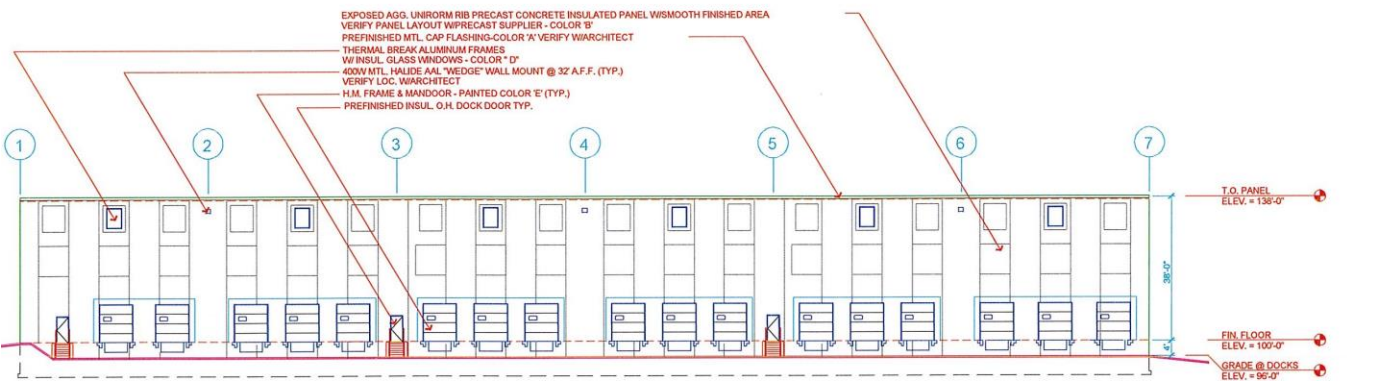 EXPOSED AGG. UNIRORM RIB PRECAST CONCRETE INSULATED PANEL W/SMOOTH FINISHED AREA
VERIFY PANEL LAYOUT W/PRECAST SUPPLIER - COLOR 'B'
PREFINISHED MTL. CAP FLASHING-COLOR 'A' VERIFY W/ARCHITECT
THERMAL BREAK ALUMINUM FRAMES
W/ INSUL. GLASS WINDOWS - COLOR " D"
400W MTL. HALIDE AAL "WEDGE" WALL MOUNT @ 32' A.F.F. (TYP.)
VERIFY LOC. W/ARCHITECT
H.M. FRAME & MANDOOR - PAINTED COLOR 'E' (TYP.)
PREFINISHED INSUL. O.H. DOCK DOOR TYP.
1 2 3 4 5 6 7
T.O. PANEL
ELEV. = 138'-0"
38'-0"
FIN. FLOOR
ELEV. = 100'-0"
4'
GRADE @ DOCKS
ELEV. = 96'-0"